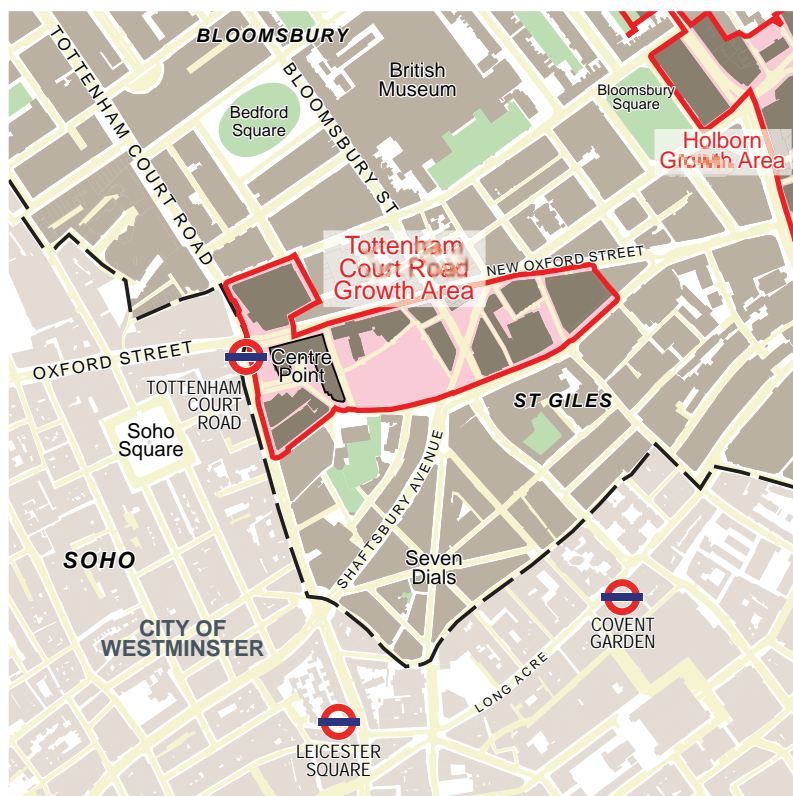 BLOOMSBURY
TOTTENHAM COURT ROAD
BLOOMSBURY ST
British
Museum
Bedford
Square
Bloomsbury
Square
Holborn
Growth Area
Tottenham
Court Road
Growth Area
NEW OXFORD STREET
OXFORD STREET
Centre
Point
TOTTENHAM
COURT
ROAD
ST GILES
Soho
Square
SHAFTSBURY AVENUE
SOHO
Seven
Dials
CITY OF
WESTMINSTER
COVENT
GARDEN
LONG ACRE
LEICESTER
SQUARE